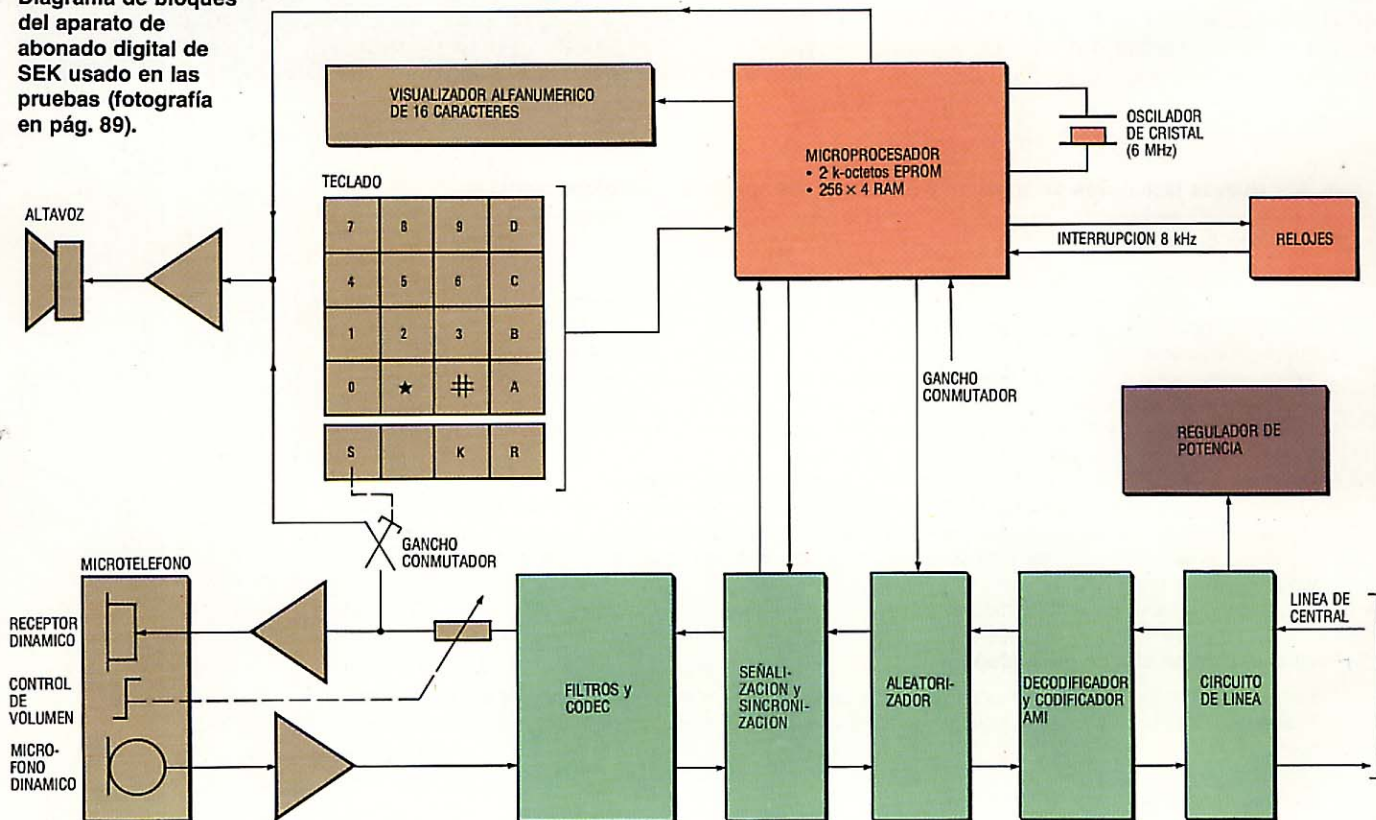 Diagrama de bloques
del aparato de
abonado digital de
SEK usado en las
pruebas (fotografía
en pág. 89).
VISUALIZADOR ALFANUMERICO
DE 16 CARACTERES
MICROPROCESADOR
• 2 k-octetos EPROM
• 256 × 4 RAM
OSCILADOR
DE CRISTAL
(6 MHz)
INTERRUPCION 8 kHz
RELOJES
ALTAVOZ
TECLADO
7 8 9 D
4 5 6 C
1 2 3 B
0 ★ # A
S K R
GANCHO
CONMUTADOR
REGULADOR DE
POTENCIA
GANCHO
CONMUTADOR
MICROTELEFONO
RECEPTOR
DINAMICO
CONTROL
DE
VOLUMEN
MICRO-
FONO
DINAMICO
FILTROS y
CODEC
SEÑALI-
ZACION y
SINCRONI-
ZACION
ALEATORI-
ZADOR
DECODIFICADOR
y CODIFICADOR
AMI
CIRCUITO
DE LINEA
LINEA DE
CENTRAL